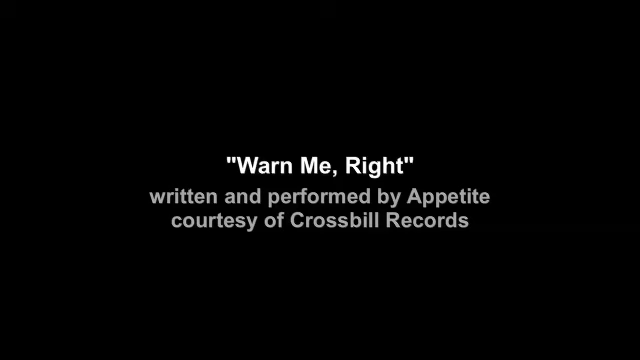 "Warn Me, Right"
written and performed by Appetite
courtesy of Crossbill Records